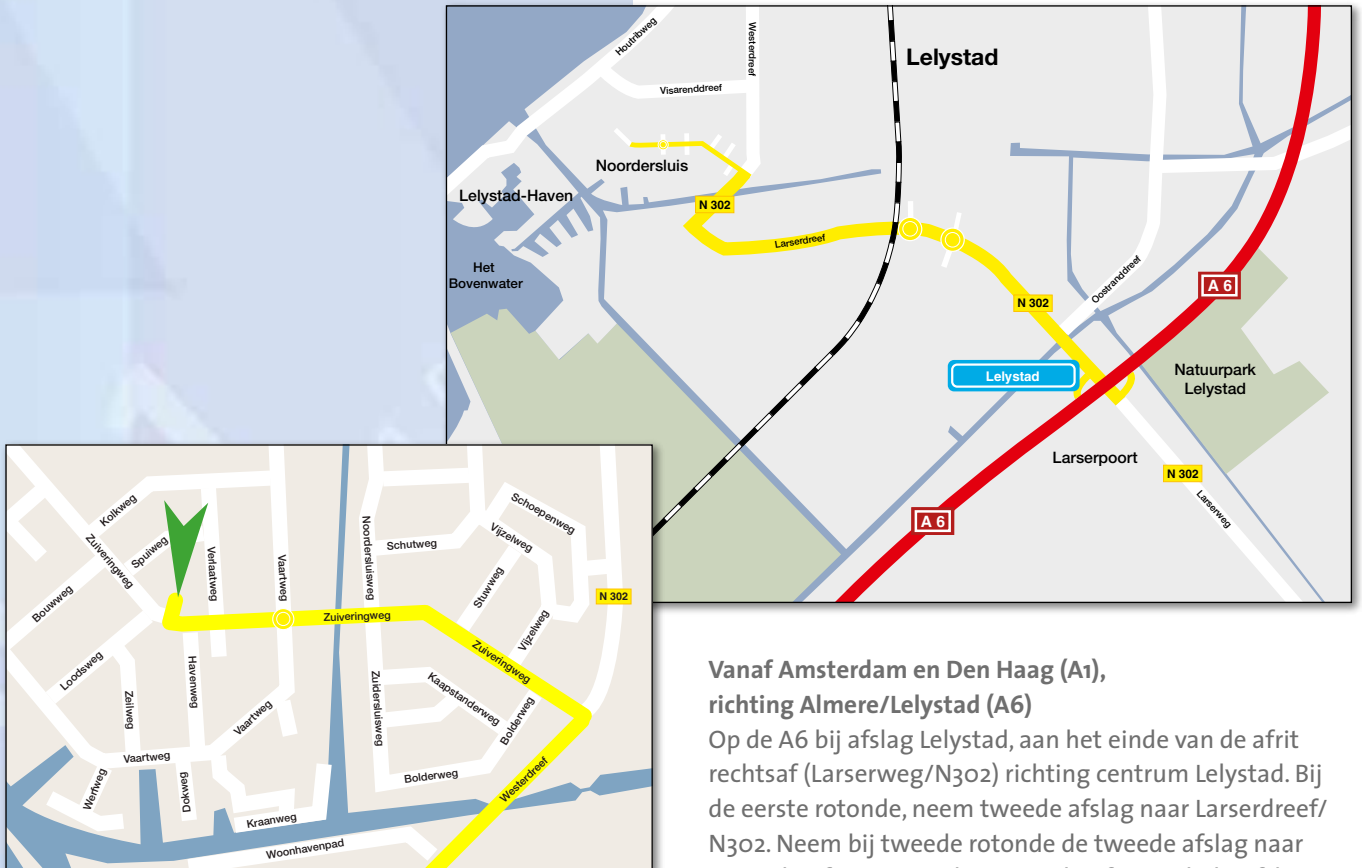 Houtribweg
Westerdreef
Lelystad
Visarenddreef
Noordersluis
Lelystad-Haven
N 302
Larserdreef
Het
Bovenwater
Oostranddreef
A 6
N 302
Lelystad
Natuurpark
Lelystad
Larserpoort
N 302
Larserweg
A 6
Kolkweg
Spuiweg
Zuiveringweg
Verlaatweg
Vaartweg
Noordersluisweg
Schutweg
Schoepenweg
Vijzelweg
Stuwweg
Bouwweg
N 302
Zuiveringweg
Vijzelweg
Zuiveringweg
Loodsweg
Zeilweg
Havenweg
Vaartweg
Zuidersluisweg
Kaapstanderweg
Bolderweg
Vaartweg
Werfweg
Dokweg
Bolderweg
Westerdreef
Kraanweg
Woonhavenpad
Vanaf Amsterdam en Den Haag (A1),
richting Almere/Lelystad (A6)
Op de A6 bij afslag Lelystad, aan het einde van de afrit
rechtsaf (Larserweg/N302) richting centrum Lelystad. Bij
de eerste rotonde, neem tweede afslag naar Larserdreef/
N302. Neem bij tweede rotonde de tweede afslag naar